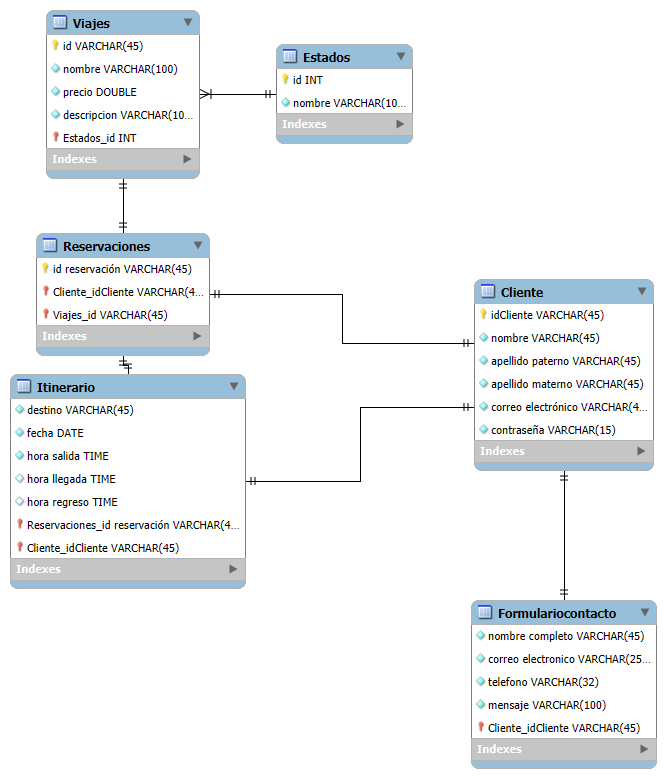 Viajes
id VARCHAR(45)
nombre VARCHAR(100)
precio DOUBLE
descripcion VARCHAR(10...
Estados_id INT
Indexes
Estados
id INT
nombre VARCHAR(10...
Indexes
Reservaciones
id reservación VARCHAR(45)
Cliente_idCliente VARCHAR(4...
Viajes_id VARCHAR(45)
Indexes
Cliente
idCliente VARCHAR(45)
nombre VARCHAR(45)
apellido paterno VARCHAR(45)
apellido materno VARCHAR(45)
correo electrónico VARCHAR(4...
contraseña VARCHAR(15)
Indexes
Itinerario
destino VARCHAR(45)
fecha DATE
hora salida TIME
hora llegada TIME
hora regreso TIME
Reservaciones_id reservación VARCHAR(4...
Cliente_idCliente VARCHAR(45)
Indexes
Formulariocontacto
nombre completo VARCHAR(45)
correo electronico VARCHAR(25...
telefono VARCHAR(32)
mensaje VARCHAR(100)
Cliente_idCliente VARCHAR(45)
Indexes